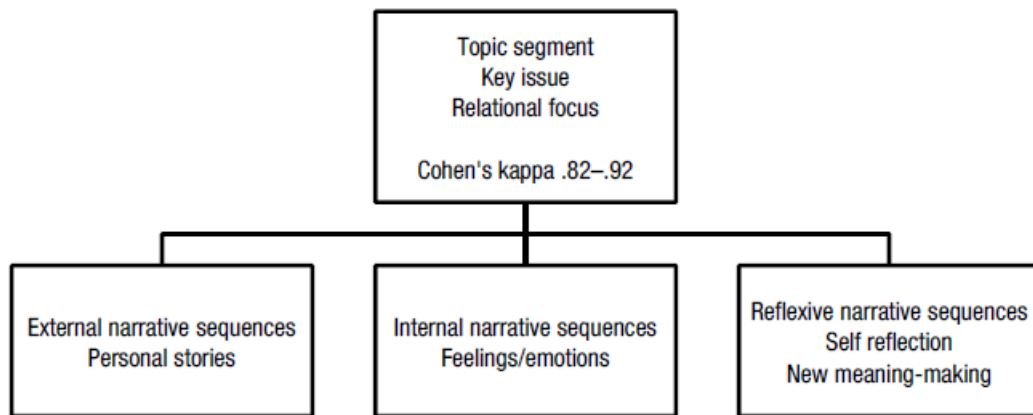 Topic segment
Key issue
Relational focus
Cohen's kappa .82–.92
External narrative sequences
Personal stories
Internal narrative sequences
Feelings/emotions
Reflexive narrative sequences
Self reflection
New meaning-making